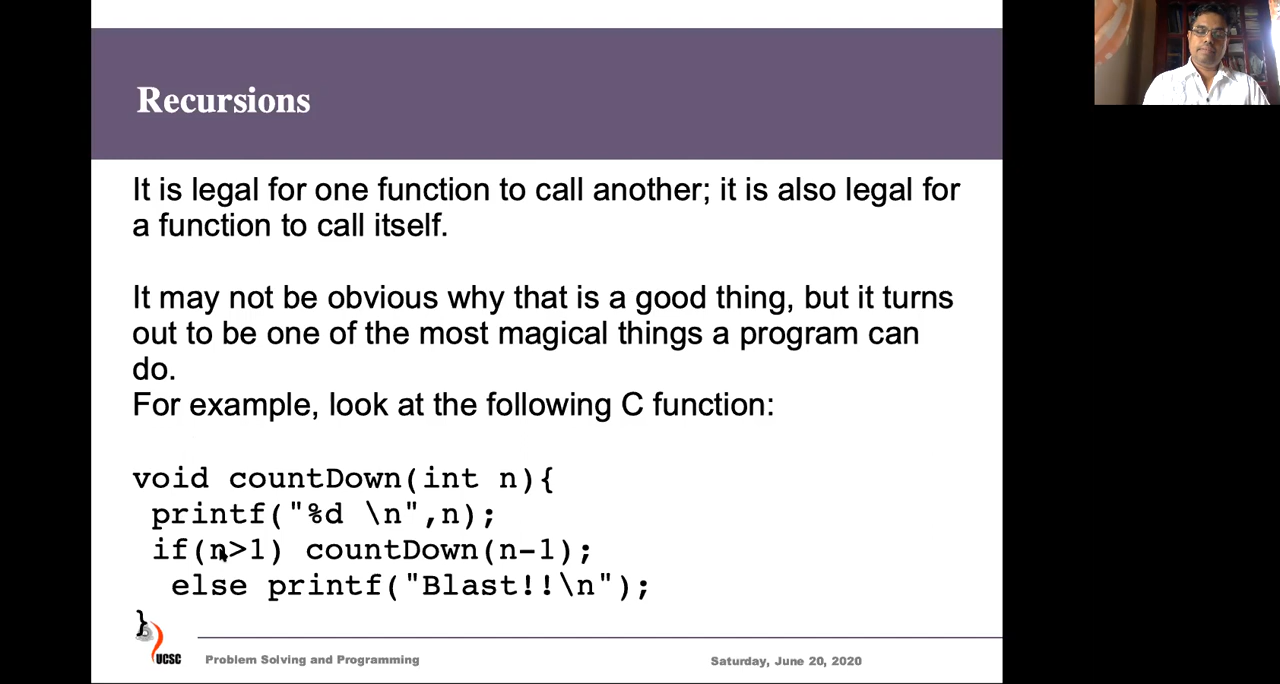 Recursions
It is legal for one function to call another; it is also legal for
a function to call itself.
It may not be obvious why that is a good thing, but it turns
out to be one of the most magical things a program can
do.
For example, look at the following C function:
void countDown(int n){
printf("%d \n",n);
if(n>1) countDown(n-1);
else printf("Blast!!\n");
}
UCSC
Problem Solving and Programming
Saturday, June 20, 2020